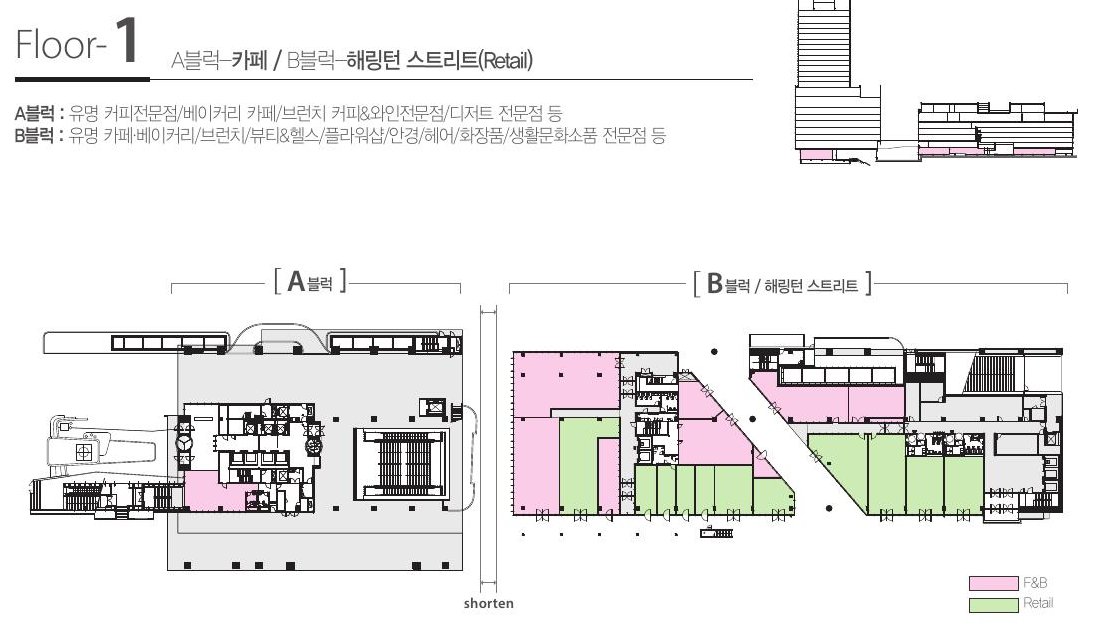 Floor-1
A블럭-카페 / B블럭-해링턴 스트리트(Retail)
A블럭 : 유명 커피전문점/베이커리 카페/브런치 커피&와인전문점/디저트 전문점 등
B블럭 : 유명 카페·베이커리/브런치/뷰티&헬스/플라워샵/안경/헤어/화장품/생활문화소품 전문점 등
[ A블럭 ]
[ B블럭 / 해링턴 스트리트 ]
shorten
F&B
Retail